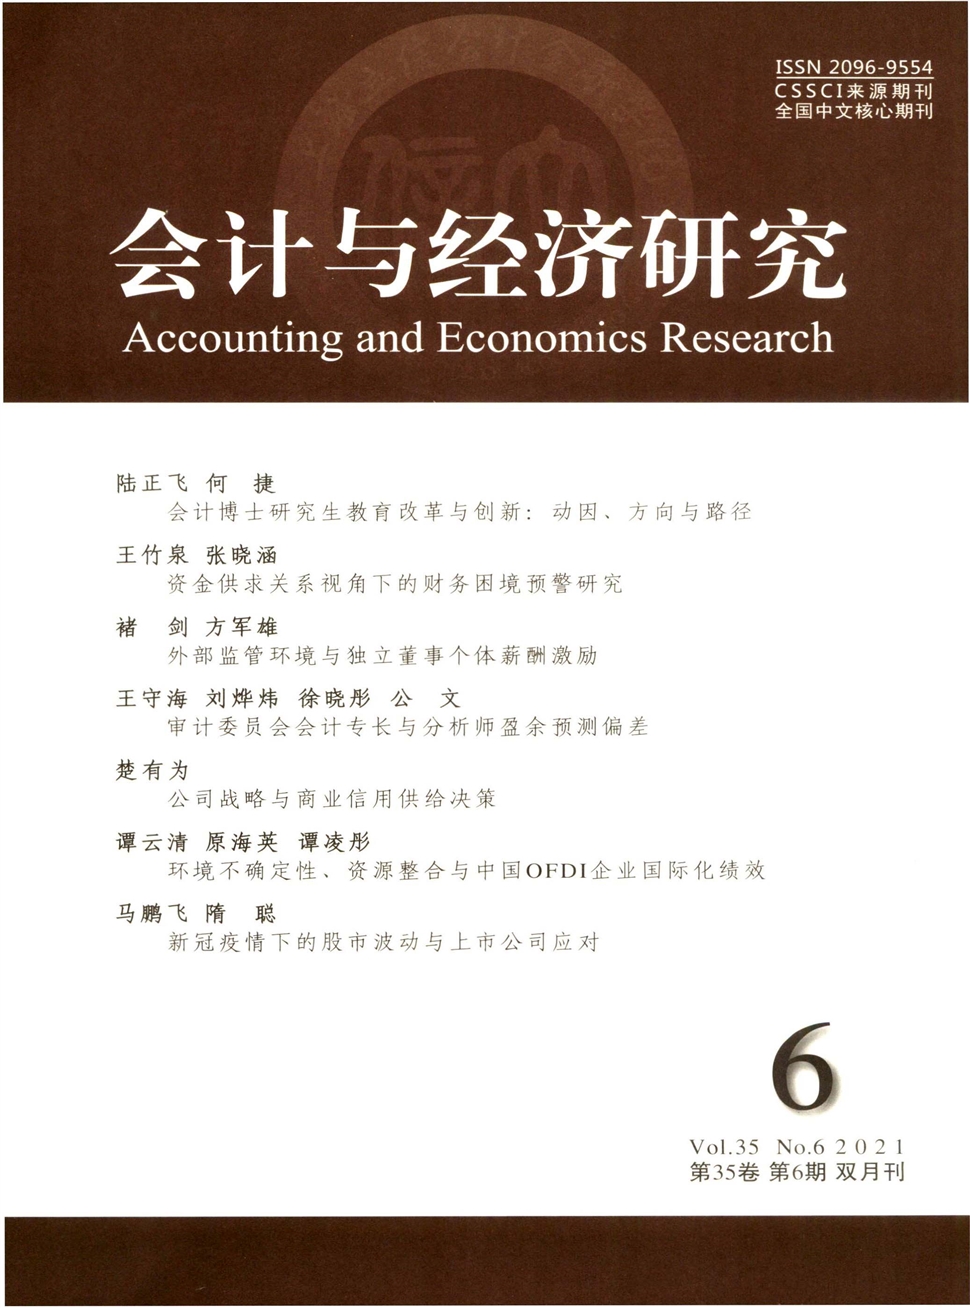 ISSN 2096-9554
CSSCI来源期刊
全国中文核心期刊
会计与经济研究
Accounting and Economics Research
陆正飞 何 捷
会计博士研究生教育改革与创新：动因、方向与路径
王竹泉 张晓涵
资金供求关系视角下的财务困境预警研究
褚 剑 方军雄
外部监管环境与独立董事个体薪酬激励
王守海 刘烨炜 徐晓彤 公 文
审计委员会会计专长与分析师盈余预测偏差
楚有为
公司战略与商业信用供给决策
谭云清 原海英 谭凌彤
环境不确定性、资源整合与中国OFDI企业国际化绩效
马鹏飞 隋 聪
新冠疫情下的股市波动与上市公司应对
6
Vol.35 No.6 2021
第35卷 第6期 双月刊